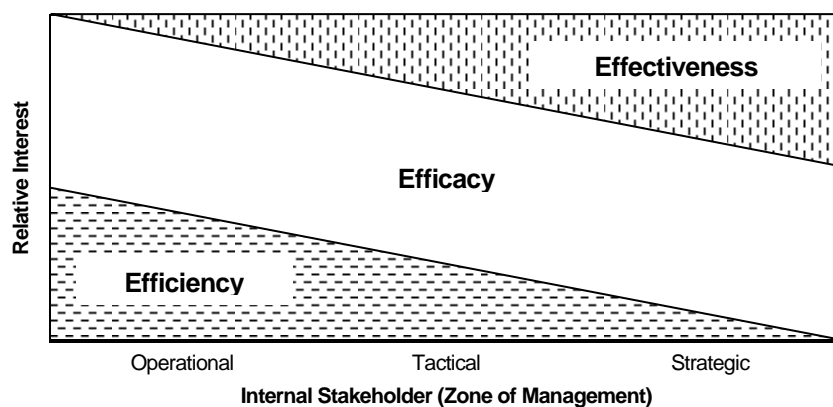 Effectiveness
Relative Interest
Efficacy
Efficiency
Operational Tactical Strategic
Internal Stakeholder (Zone of Management)